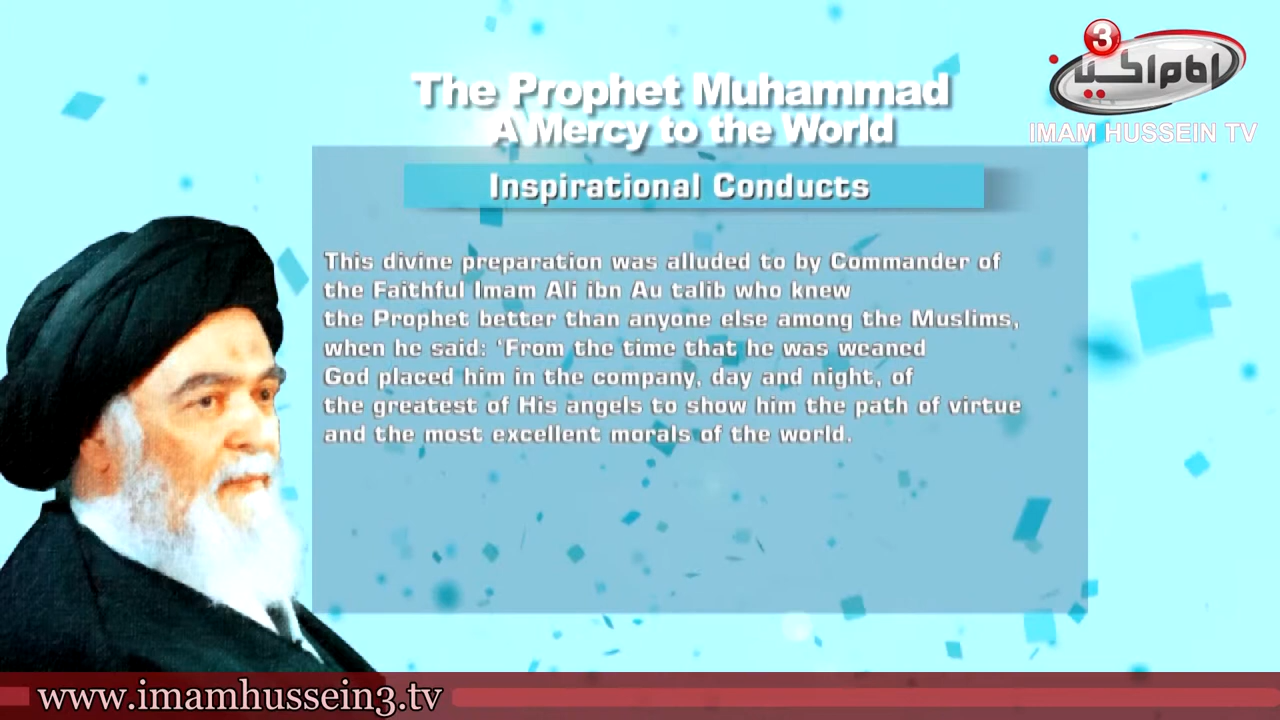 3
امام حسین
IMAM HUSSEIN TV
The Prophet Muhammad
A Mercy to the World
Inspirational Conducts
This divine preparation was alluded to by Commander of
the Faithful Imam Ali ibn Au talib who knew
the Prophet better than anyone else among the Muslims,
when he said: ‘From the time that he was weaned
God placed him in the company, day and night, of
the greatest of His angels to show him the path of virtue
and the most excellent morals of the world.
www.imamhussein3.tv